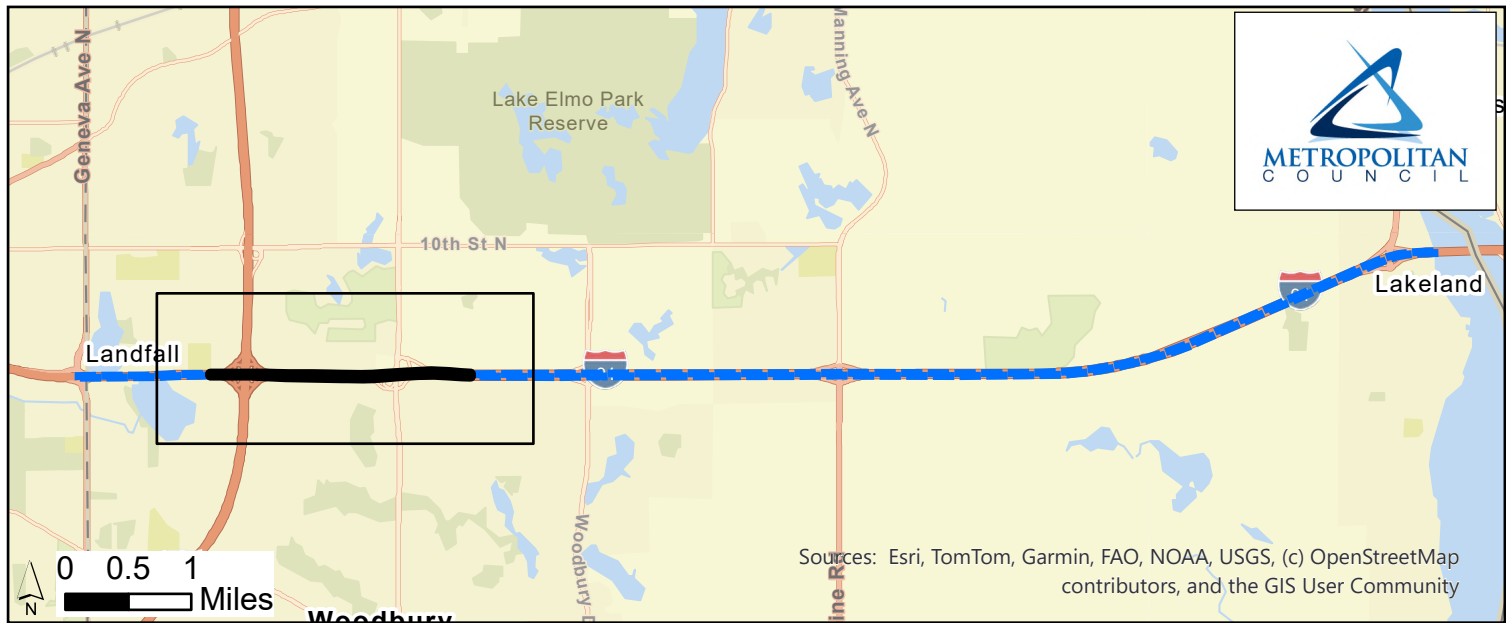 Geneva Ave N
Manning Ave N
Lake Elmo Park
Reserve
METROPOLITAN
COUNCIL
10th St N
Landfall
Lakeland
Woodbury
0 0.5 1
Miles
N
Woodbury
Sources: Esri, TomTom, Garmin, FAO, NOAA, USGS, (c) OpenStreetMap
contributors, and the GIS User Community